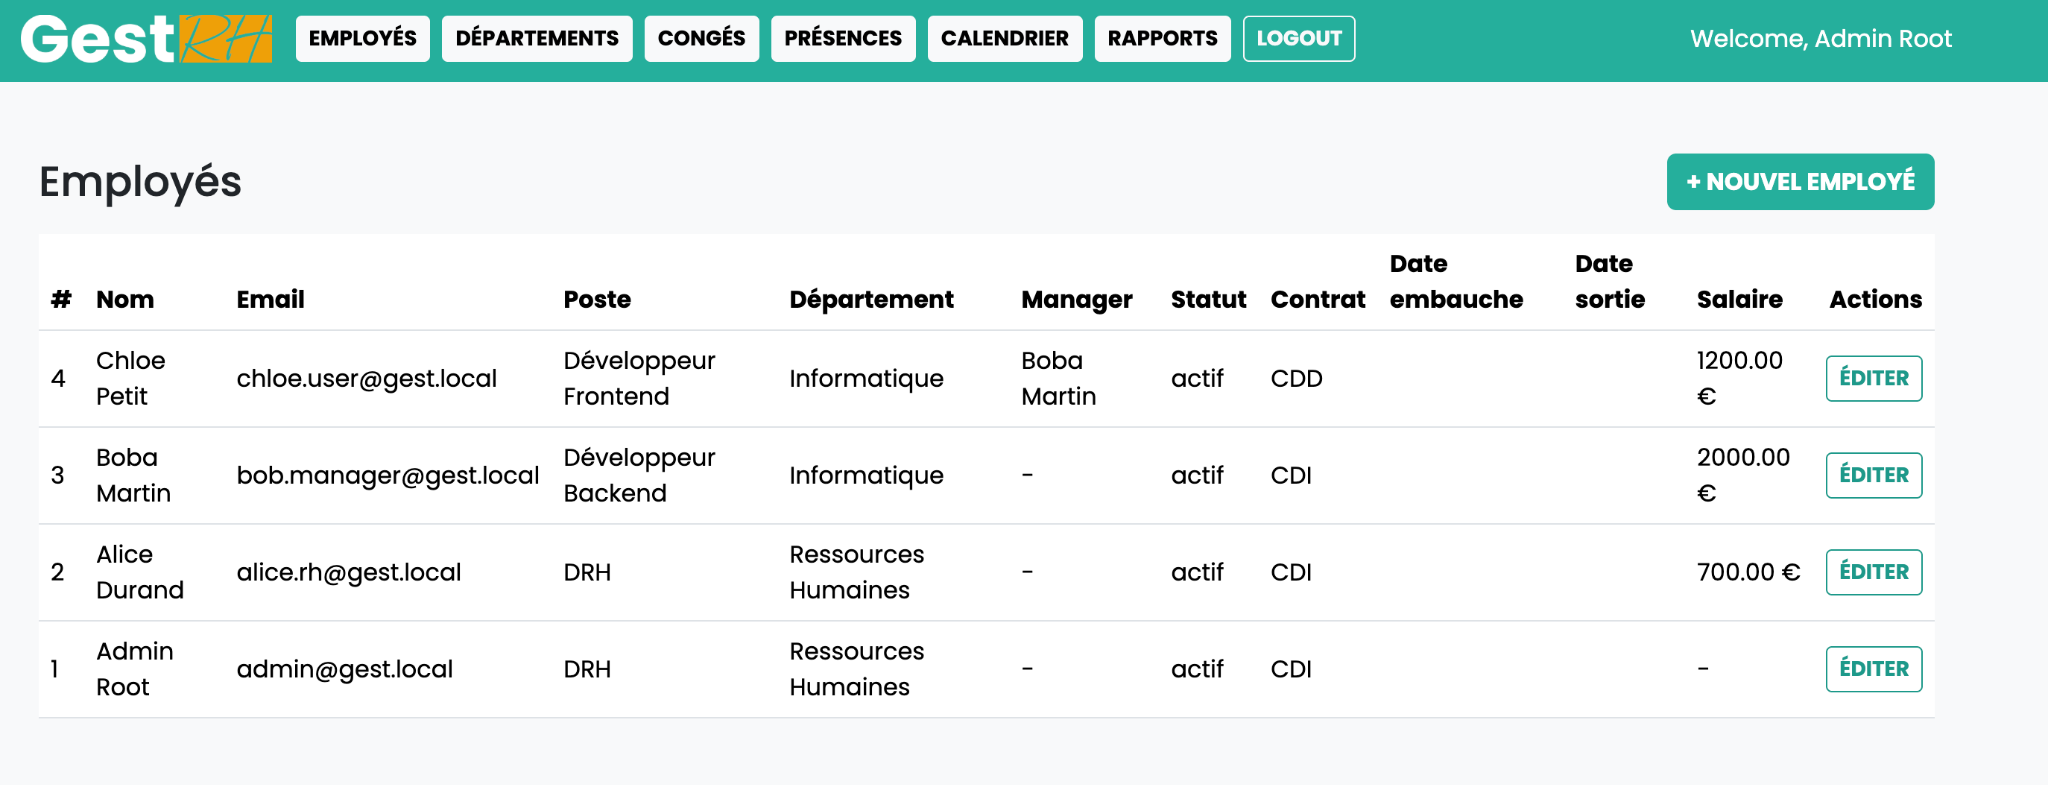 GestRH EMPLOYÉS DÉPARTEMENTS CONGÉS PRÉSENCES CALENDRIER RAPPORTS LOGOUT Welcome, Admin Root
Employés + NOUVEL EMPLOYÉ
# Nom Email Poste Département Manager Statut Contrat Date embauche Date sortie Salaire Actions
4 Chloe Petit chloe.user@gest.local Développeur Frontend Informatique Boba Martin actif CDD 1200.00 € ÉDITER
3 Boba Martin bob.manager@gest.local Développeur Backend Informatique - actif CDI 2000.00 € ÉDITER
2 Alice Durand alice.rh@gest.local DRH Ressources Humaines - actif CDI 700.00 € ÉDITER
1 Admin Root admin@gest.local DRH Ressources Humaines - actif CDI - ÉDITER